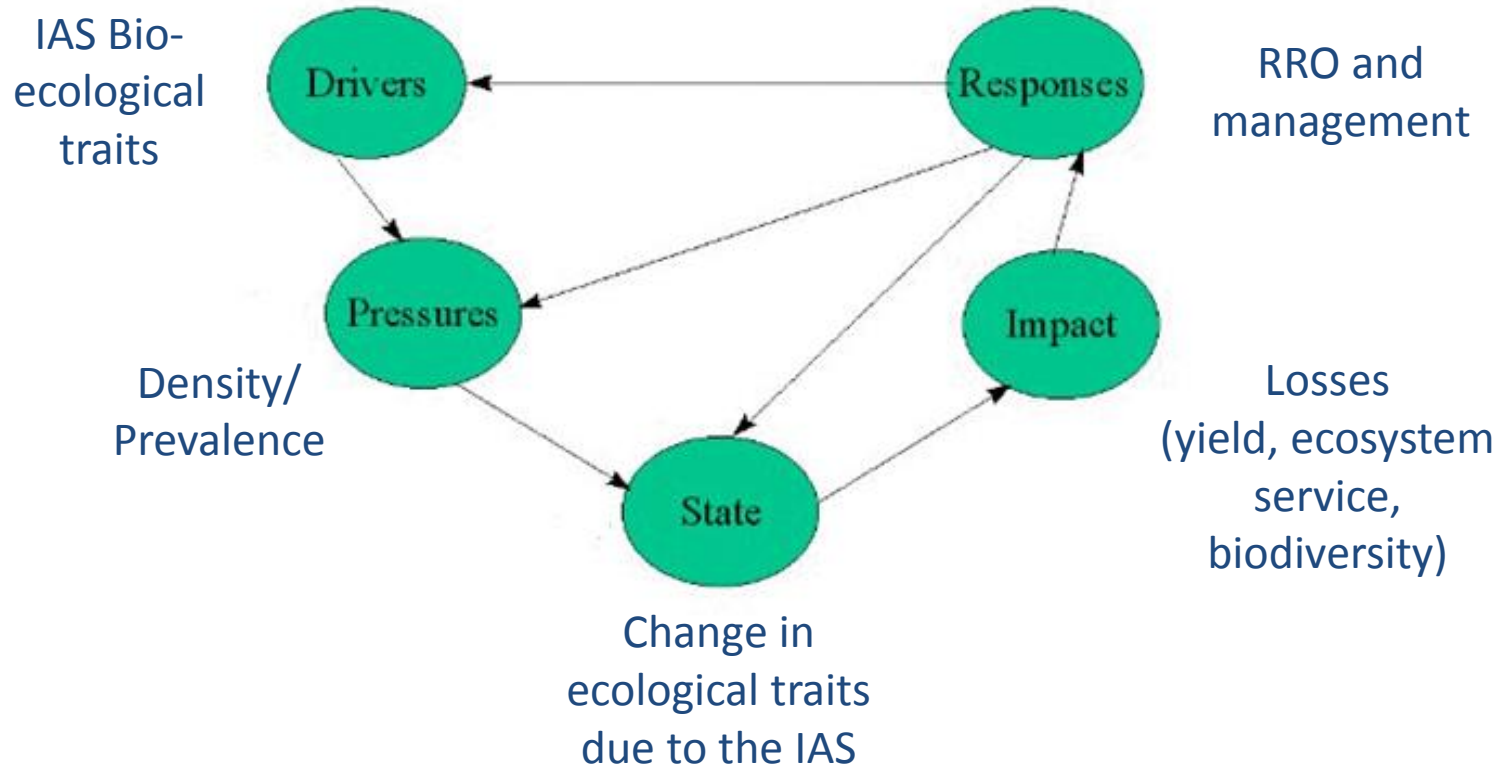 IAS Bio-
ecological
traits
Drivers
Responses
RRO and
management
Pressures
Impact
Density/
Prevalence
Losses
(yield, ecosystem
service,
biodiversity)
State
Change in
ecological traits
due to the IAS